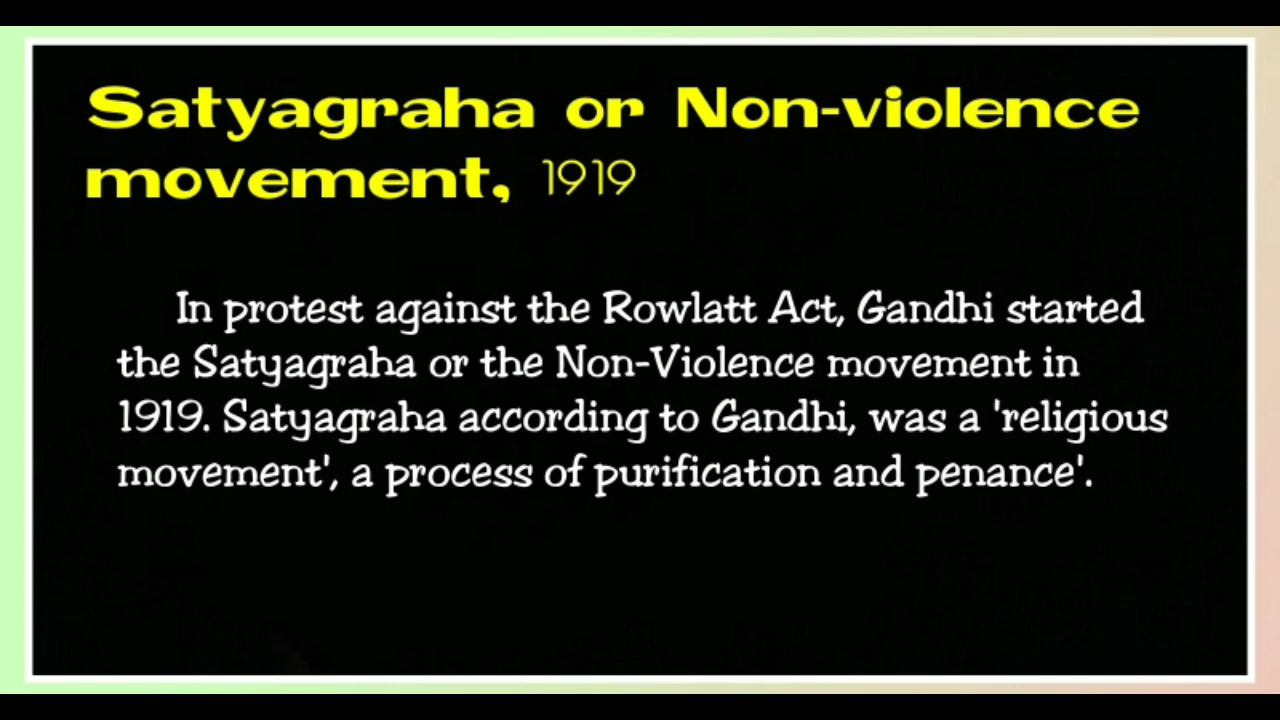 Satyagraha or Non-violence
movement, 1919
In protest against the Rowlatt Act, Gandhi started
the Satyagraha or the Non-Violence movement in
1919. Satyagraha according to Gandhi, was a 'religious
movement', a process of purification and penance'.